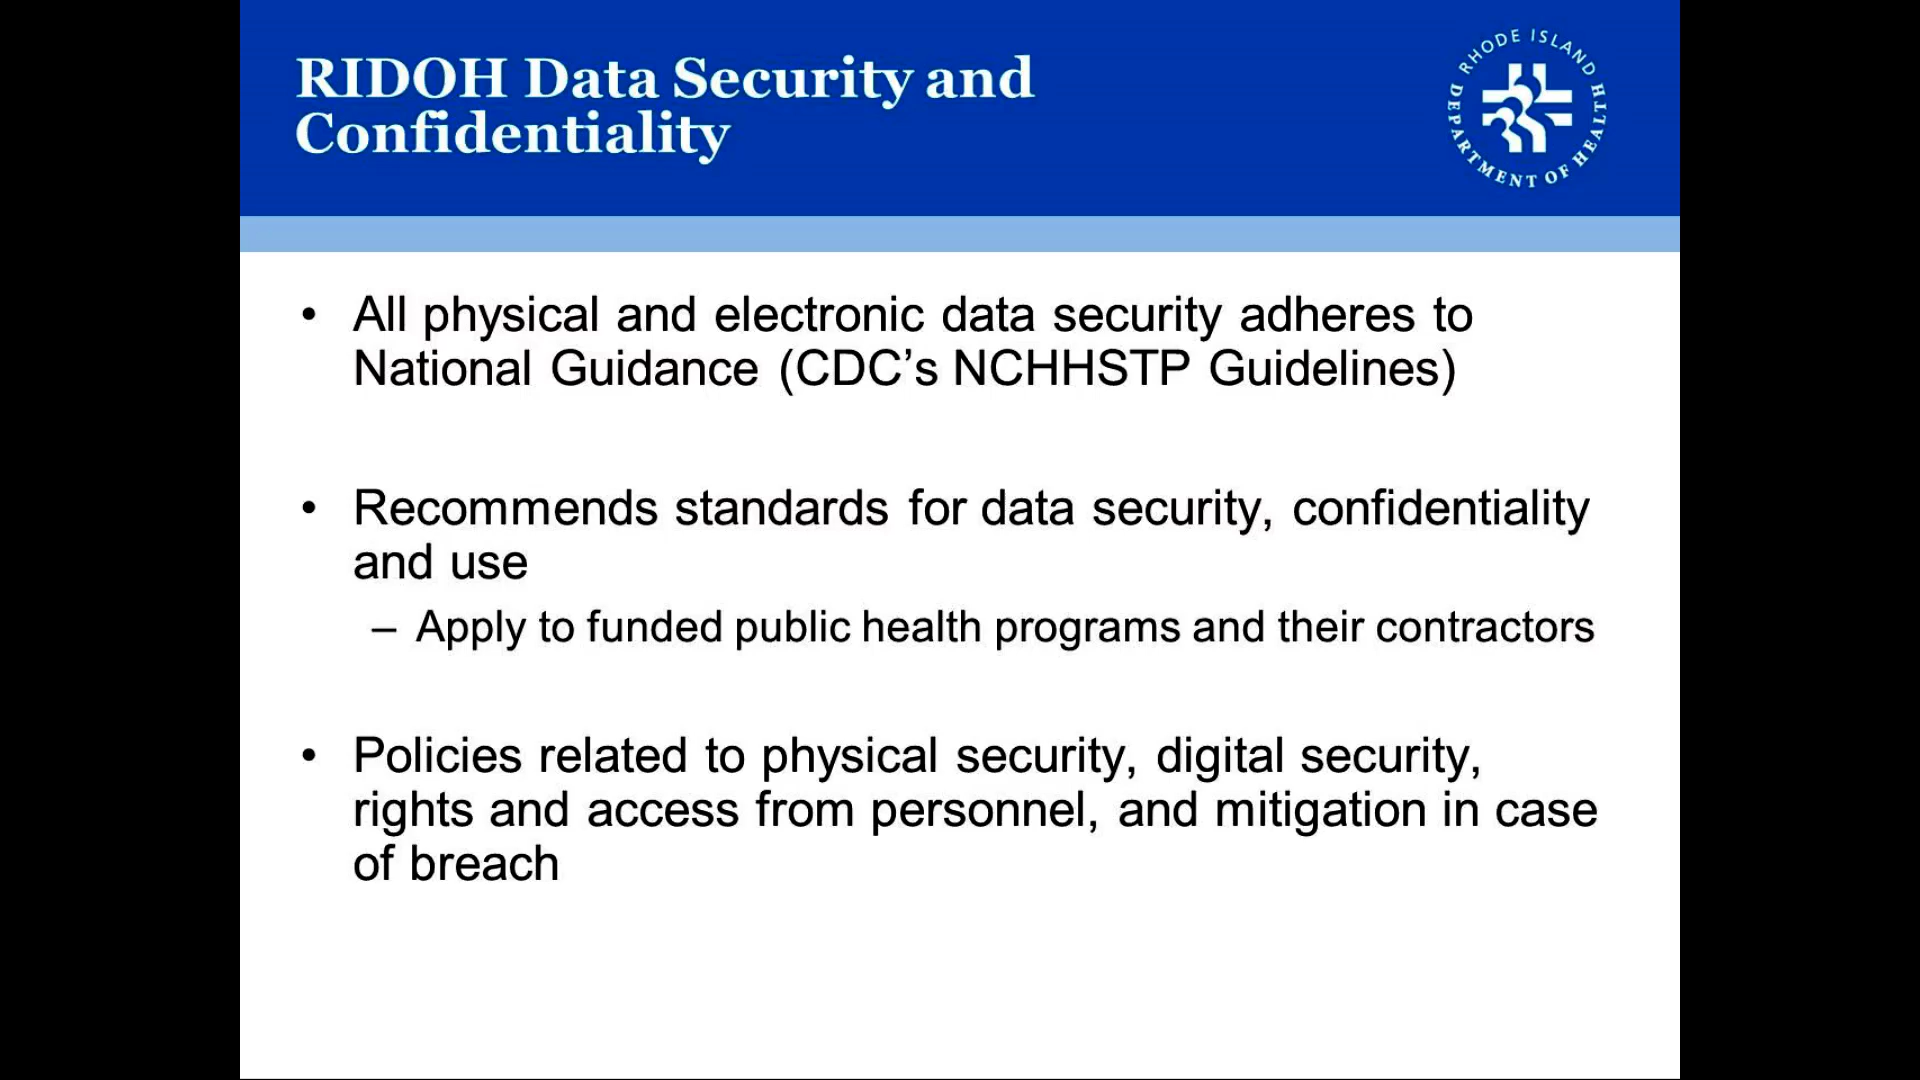 RIDOH Data Security and
Confidentiality
RHODE ISLAND
DEPARTMENT OF HEALTH
• All physical and electronic data security adheres to
National Guidance (CDC’s NCHHSTP Guidelines)
• Recommends standards for data security, confidentiality
and use
– Apply to funded public health programs and their contractors
• Policies related to physical security, digital security,
rights and access from personnel, and mitigation in case
of breach